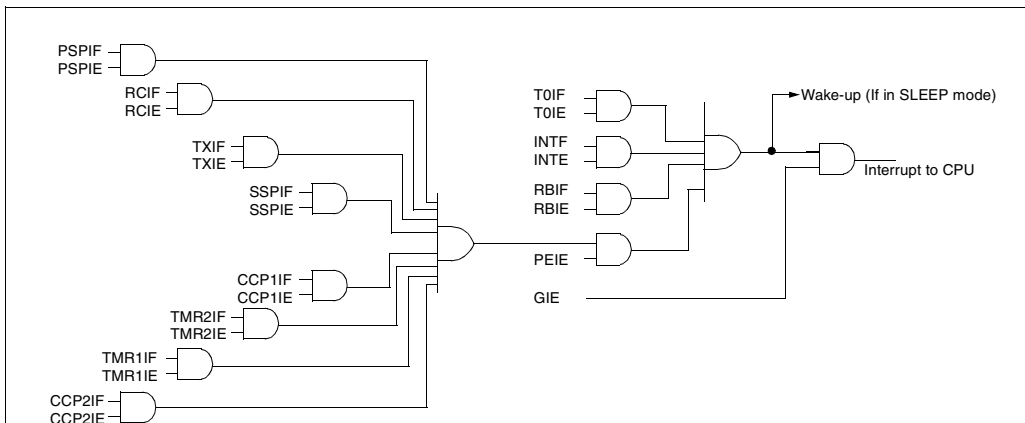 PSPIF
PSPIE
RCIF
RCIE
TXIF
TXIE
SSPIF
SSPIE
CCP1IF
CCP1IE
TMR2IF
TMR2IE
TMR1IF
TMR1IE
CCP2IF
CCP2IE
T0IF
T0IE
INTF
INTE
RBIF
RBIE
PEIE
GIE
Wake-up (If in SLEEP mode)
Interrupt to CPU